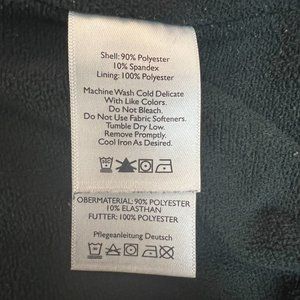 Shell: 90% Polyester
10% Spandex
Lining: 100% Polyester
Machine Wash Cold Delicate
With Like Colors.
Do Not Bleach.
Do Not Use Fabric Softeners.
Tumble Dry Low.
Remove Promptly.
Cool Iron As Desired.
OBERMATERIAL: 90% POLYESTER
10% ELASTHAN
FUTTER: 100% POLYESTER
Pflegeanleitung Deutsch